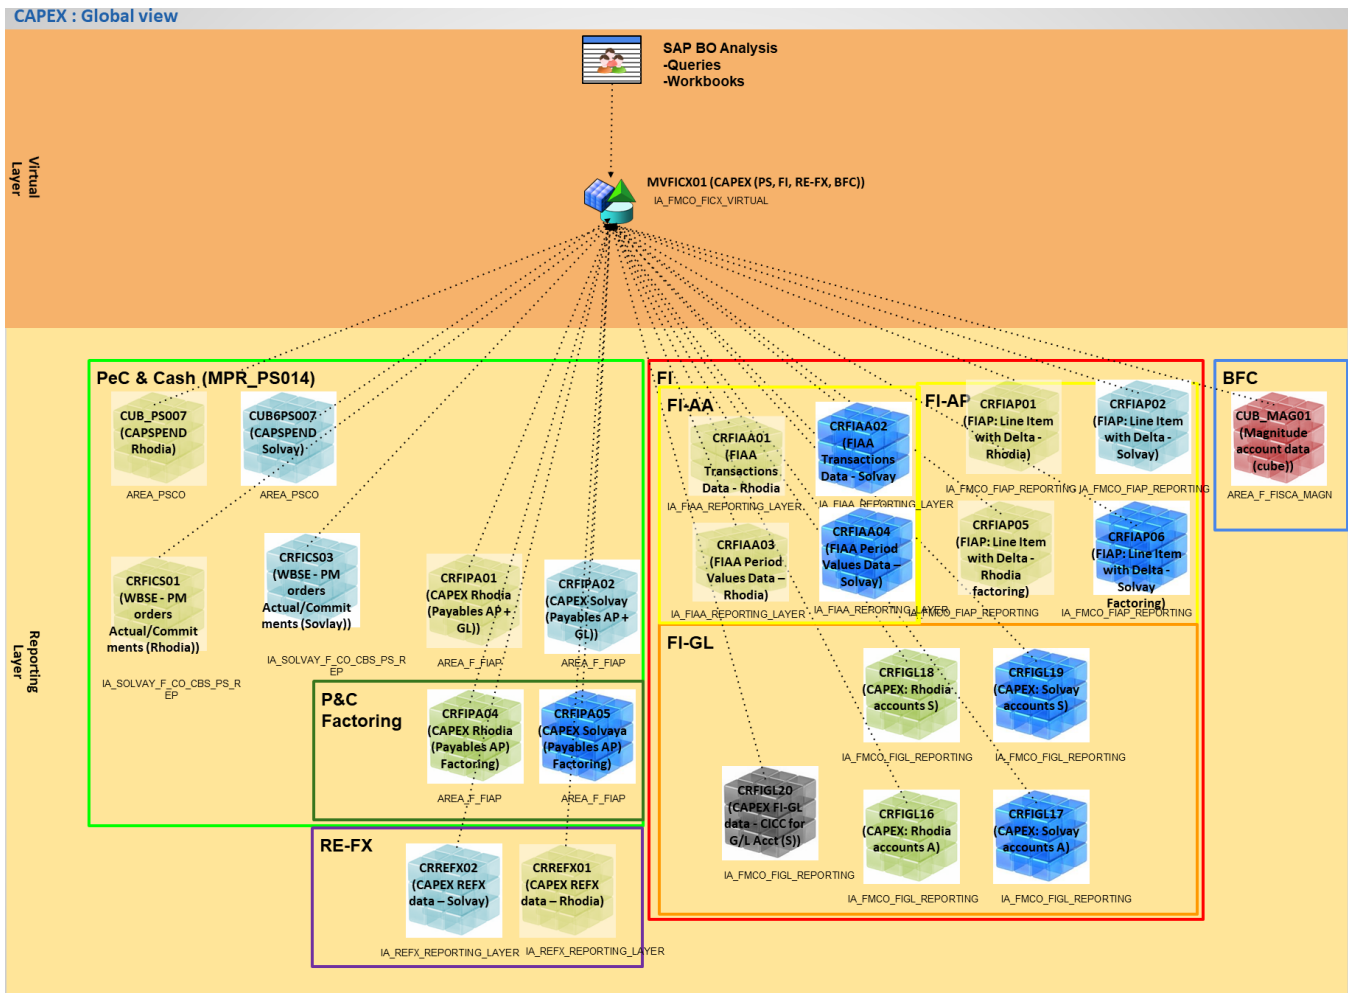 CAPEX : Global view
SAP BO Analysis
-Queries
-Workbooks
Virtual
Layer
MVFICX01 (CAPEX (PS, FI, RE-FX, BFC))
IA_FMCO_FICX_VIRTUAL
PeC & Cash (MPR_PS014)
CUB_PS007
(CAPSPEND
Rhodia)
AREA_PSCO
CUB6PS007
(CAPSPEND
Solvay)
AREA_PSCO
CRFICS01
(WBSE - PM
orders
Actual/Commit
ments (Rhodia))
IA_SOLVAY_F_CO_CBS_PS_R
EP
CRFICS03
(WBSE - PM
orders
Actual/Commit
ments (Sovlay))
IA_SOLVAY_F_CO_CBS_PS_R
EP
CRFIPA01
(CAPEX Rhodia
(Payables AP +
GL))
AREA_F_FIAP
CRFIPA02
(CAPEX Solvay
(Payables AP +
GL))
AREA_F_FIAP
P&C
Factoring
CRFIPA04
(CAPEX Rhodia
(Payables AP)
Factoring)
AREA_F_FIAP
CRFIPA05
(CAPEX Solvaya
(Payables AP)
Factoring)
AREA_F_FIAP
RE-FX
CRREFX02
(CAPEX REFX
data – Solvay)
IA_REFX_REPORTING_LAYER
CRREFX01
(CAPEX REFX
data – Rhodia)
IA_REFX_REPORTING_LAYER
Reporting
Layer
FI
FI-AA
CRFIAA01
(FIAA
Transactions
Data - Rhodia
IA_FIAA_REPORTING_LAYER
CRFIAA02
(FIAA
Transactions
Data - Solvay
IA_FIAA_REPORTING_LAYER
CRFIAA03
(FIAA Period
Values Data –
Rhodia)
IA_FIAA_REPORTING_LAYER
CRFIAA04
(FIAA Period
Values Data –
Solvay)
IA_FIAA_REPORTING_LAYER
FI-AP
CRFIAP01
(FIAP: Line Item
with Delta -
Rhodia)
IA_FMCO_FIAP_REPORTING
CRFIAP02
(FIAP: Line Item
with Delta -
Solvay)
IA_FMCO_FIAP_REPORTING
CRFIAP05
(FIAP: Line Item
with Delta -
Rhodia
factoring)
IA_FMCO_FIAP_REPORTING
CRFIAP06
(FIAP: Line Item
with Delta -
Solvay
Factoring)
IA_FMCO_FIAP_REPORTING
FI-GL
CRFIGL18
(CAPEX: Rhodia
accounts S)
IA_FMCO_FIGL_REPORTING
CRFIGL19
(CAPEX: Solvay
accounts S)
IA_FMCO_FIGL_REPORTING
CRFIGL20
(CAPEX FI-GL
data - CICC for
G/L Acct (S))
IA_FMCO_FIGL_REPORTING
CRFIGL16
(CAPEX: Rhodia
accounts A)
IA_FMCO_FIGL_REPORTING
CRFIGL17
(CAPEX: Solvay
accounts A)
IA_FMCO_FIGL_REPORTING
BFC
CUB_MAG01
(Magnitude
account data
(cube))
AREA_F_FISCA_MAGN